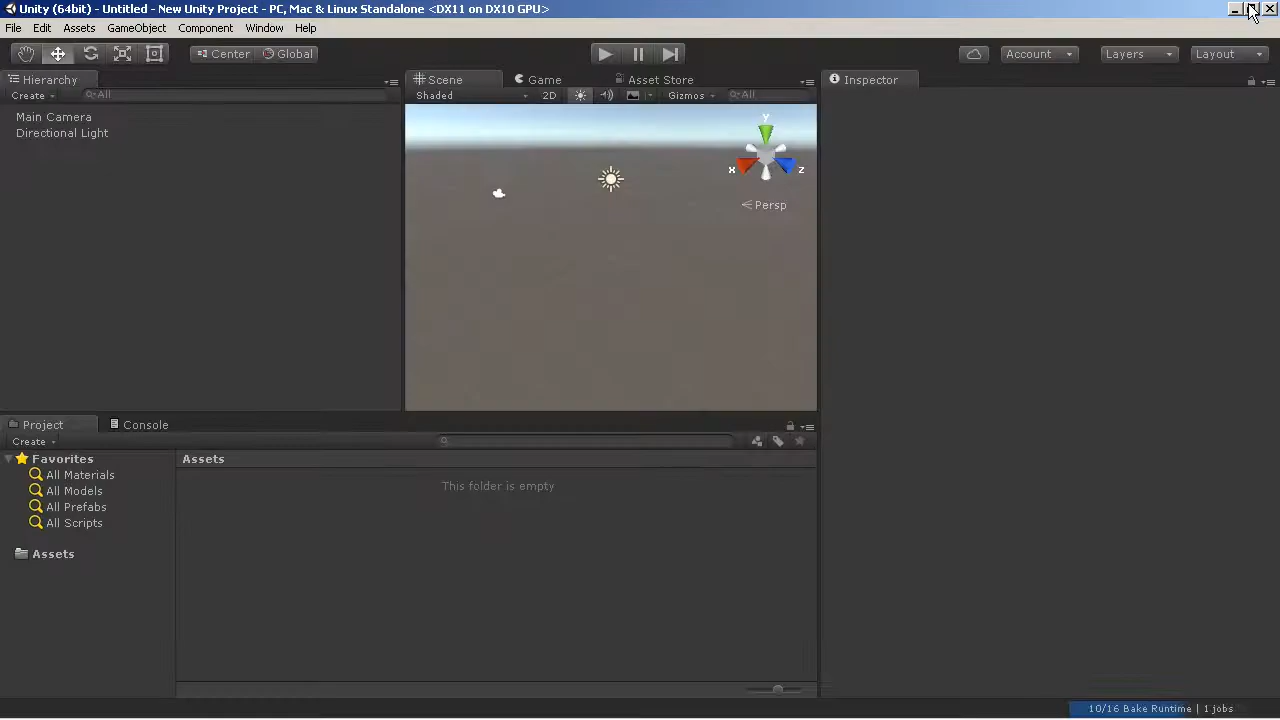 Unity (64bit) - Untitled - New Unity Project - PC, Mac & Linux Standalone <DX11 on DX10 GPU>
File Edit Assets GameObject Component Window Help
Center Global Account Layers Layout
Hierarchy Scene Game Asset Store Inspector
Create All Shaded 2D Gizmos All
Main Camera
Directional Light
y
x z
Persp
Project Console
Create
Favorites Assets
All Materials
This folder is empty
All Models
All Prefabs
All Scripts
Assets
10/16 Bake Runtime | 1 jobs